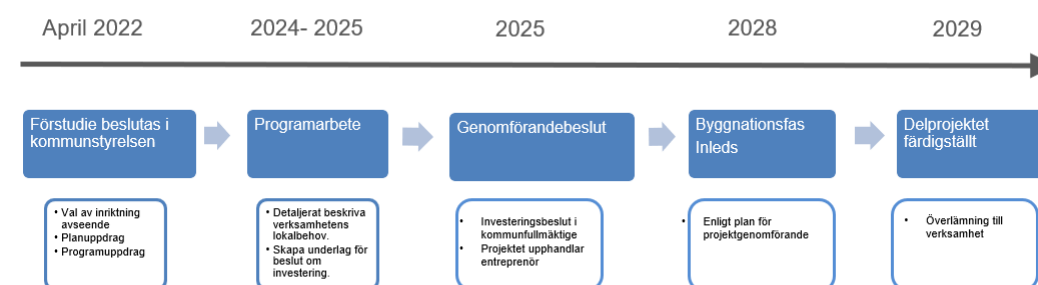 April 2022
2024- 2025
2025
2028
2029
Förstudie beslutas i
kommunstyrelsen
Programarbete
Genomförandebeslut
Byggnationsfas
Inleds
Delprojektet
färdigställt
• Val av inriktning
avseende
• Planuppdrag
• Programuppdrag
• Detaljerat beskriva
verksamhetens
lokalbehov.
• Skapa underlag för
beslut om
investering.
• Investeringsbeslut i
kommunfullmäktige
• Projektet upphandlar
entreprenör
• Enligt plan för
projektgenomförande
• Överlämning till
verksamhet